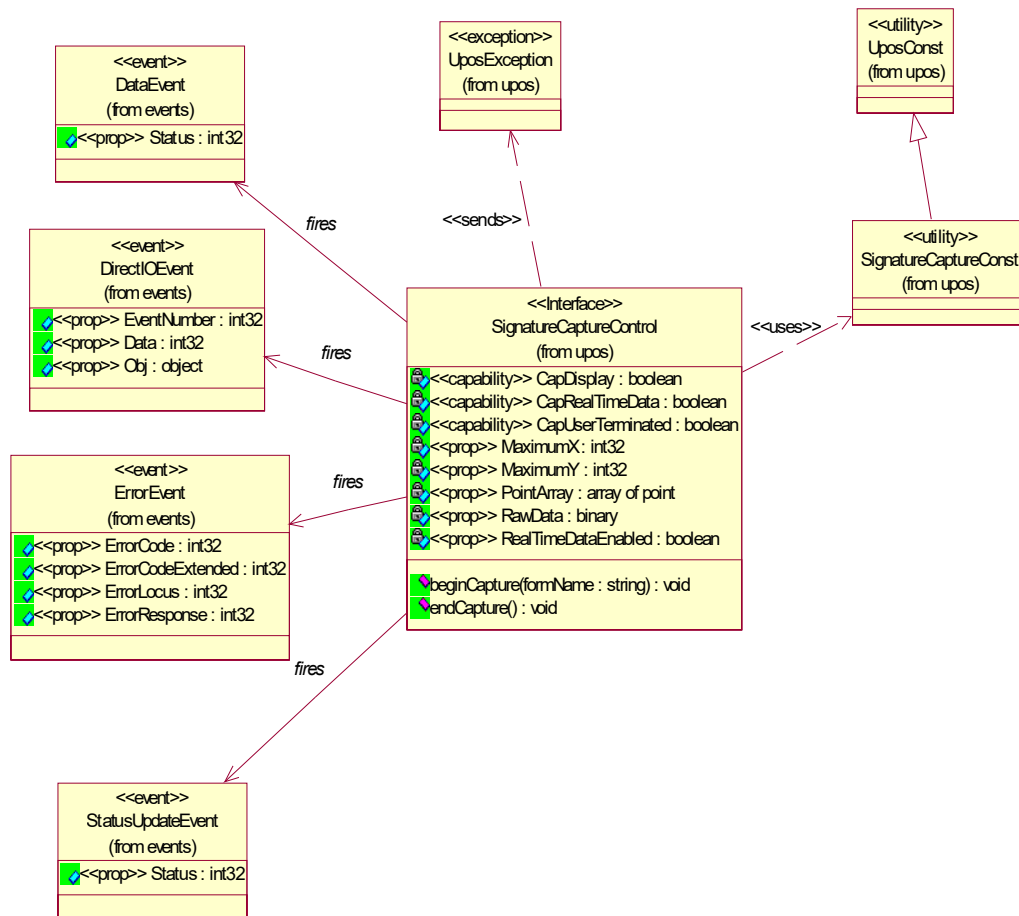 <<event>>
DataEvent
(from events)
<<prop>> Status : int32
<<exception>>
UposException
(from upos)
<<utility>>
UposConst
(from upos)
fires
<<sends>>
<<event>>
DirectIOEvent
(from events)
<<prop>> EventNumber : int32
<<prop>> Data : int32
<<prop>> Obj : object
<<utility>>
SignatureCaptureConst
(from upos)
fires
<<uses>>
<<Interface>>
SignatureCaptureControl
(from upos)
<<capability>> CapDisplay : boolean
<<capability>> CapRealTimeData : boolean
<<capability>> CapUserTerminated : boolean
<<prop>> MaximumX : int32
<<prop>> MaximumY : int32
<<prop>> PointArray : array of point
<<prop>> RawData : binary
<<prop>> RealTimeDataEnabled : boolean
beginCapture(formName : string) : void
endCapture() : void
fires
<<event>>
ErrorEvent
(from events)
<<prop>> ErrorCode : int32
<<prop>> ErrorCodeExtended : int32
<<prop>> ErrorLocus : int32
<<prop>> ErrorResponse : int32
fires
<<event>>
StatusUpdateEvent
(from events)
<<prop>> Status : int32